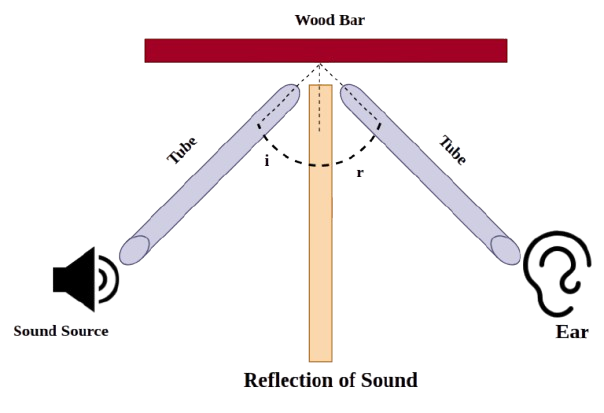 Wood Bar
Tube
Tube
i
r
Sound Source
Ear
Reflection of Sound